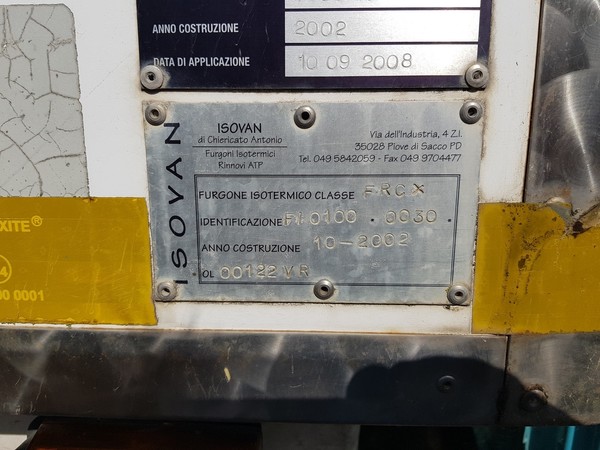 ANNO COSTRUZIONE 2002
DATA DI APPLICAZIONE 10 09 2008
ISOVAN
ISOVAN
di Chiericato Antonio
Furgoni Isotermici
Rinnovi ATP
Via dell'Industria, 4 Z.I.
35028 Piove di Sacco PD
Tel. 049 5842059 - Fax 049 9704477
FURGONE ISOTERMICO CLASSE FRCX
IDENTIFICAZIONE 0100 · 0030 ·
ANNO COSTRUZIONE 10-2002
OL 00122 VR
XITE®
4
00 0001